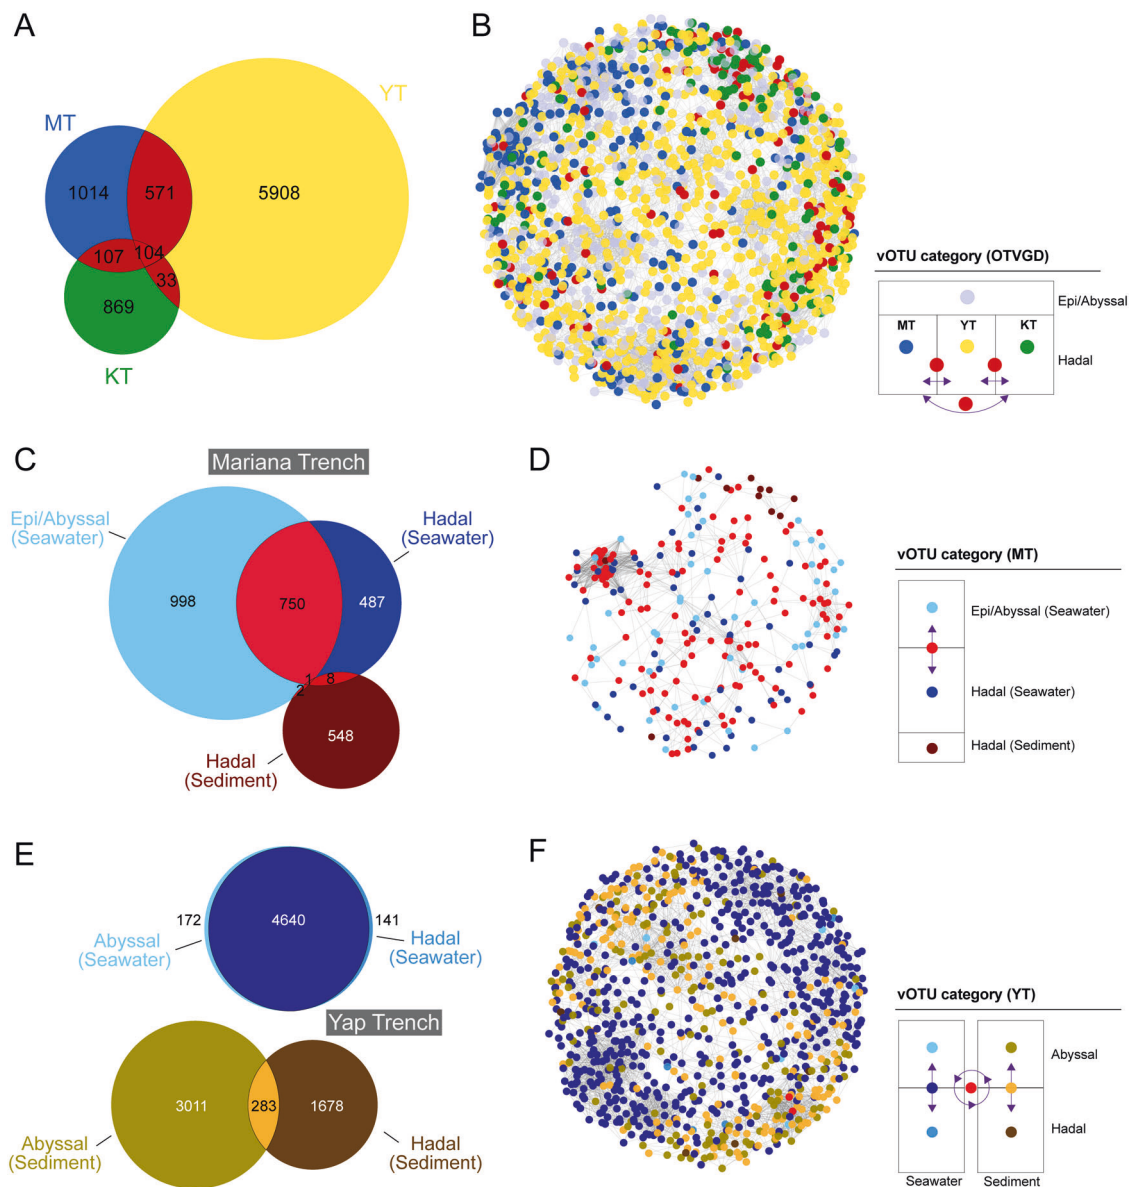 A
YT
MT
1014
571
5908
107
104
33
869
KT
B
vOTU category (OTVGD)
Epi/Abyssal
MT
YT
KT
Hadal
C
Mariana Trench
Epi/Abyssal
(Seawater)
Hadal
(Seawater)
998
750
487
1
8
2
548
Hadal
(Sediment)
D
vOTU category (MT)
Epi/Abyssal (Seawater)
Hadal (Seawater)
Hadal (Sediment)
E
172
4640
141
Abyssal
(Seawater)
Hadal
(Seawater)
Yap Trench
3011
283
1678
Abyssal
(Sediment)
Hadal
(Sediment)
F
vOTU category (YT)
Abyssal
Hadal
Seawater
Sediment